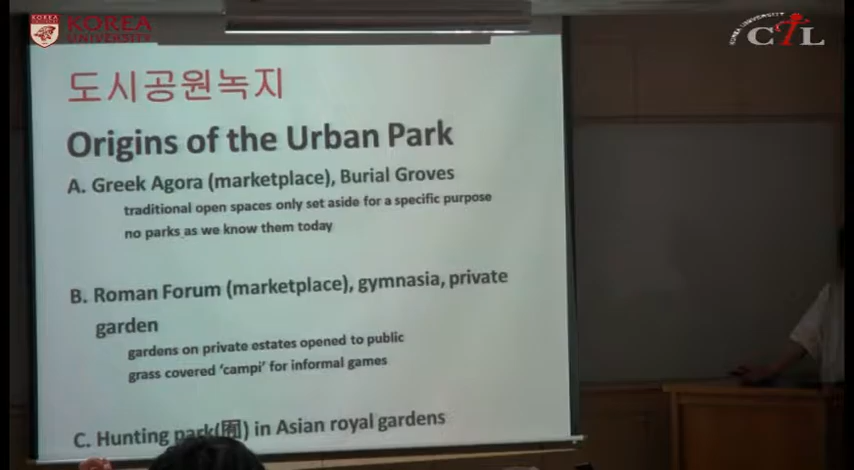 KOREA
UNIVERSITY
KOREA UNIVERSITY
CTL
도시공원녹지
Origins of the Urban Park
A. Greek Agora (marketplace), Burial Groves
traditional open spaces only set aside for a specific purpose
no parks as we know them today
B. Roman Forum (marketplace), gymnasia, private
garden
gardens on private estates opened to public
grass covered 'campi' for informal games
C. Hunting park(囿) in Asian royal gardens